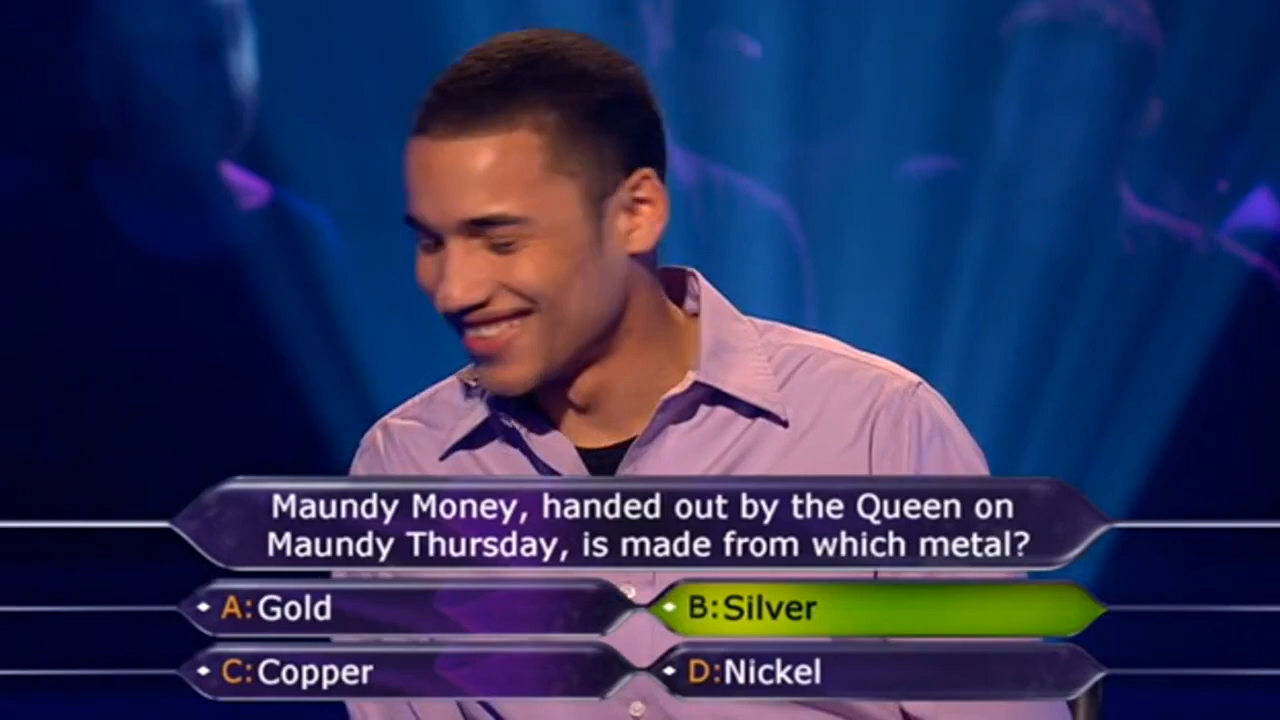 Maundy Money, handed out by the Queen on
Maundy Thursday, is made from which metal?
A: Gold
B: Silver
C: Copper
D: Nickel